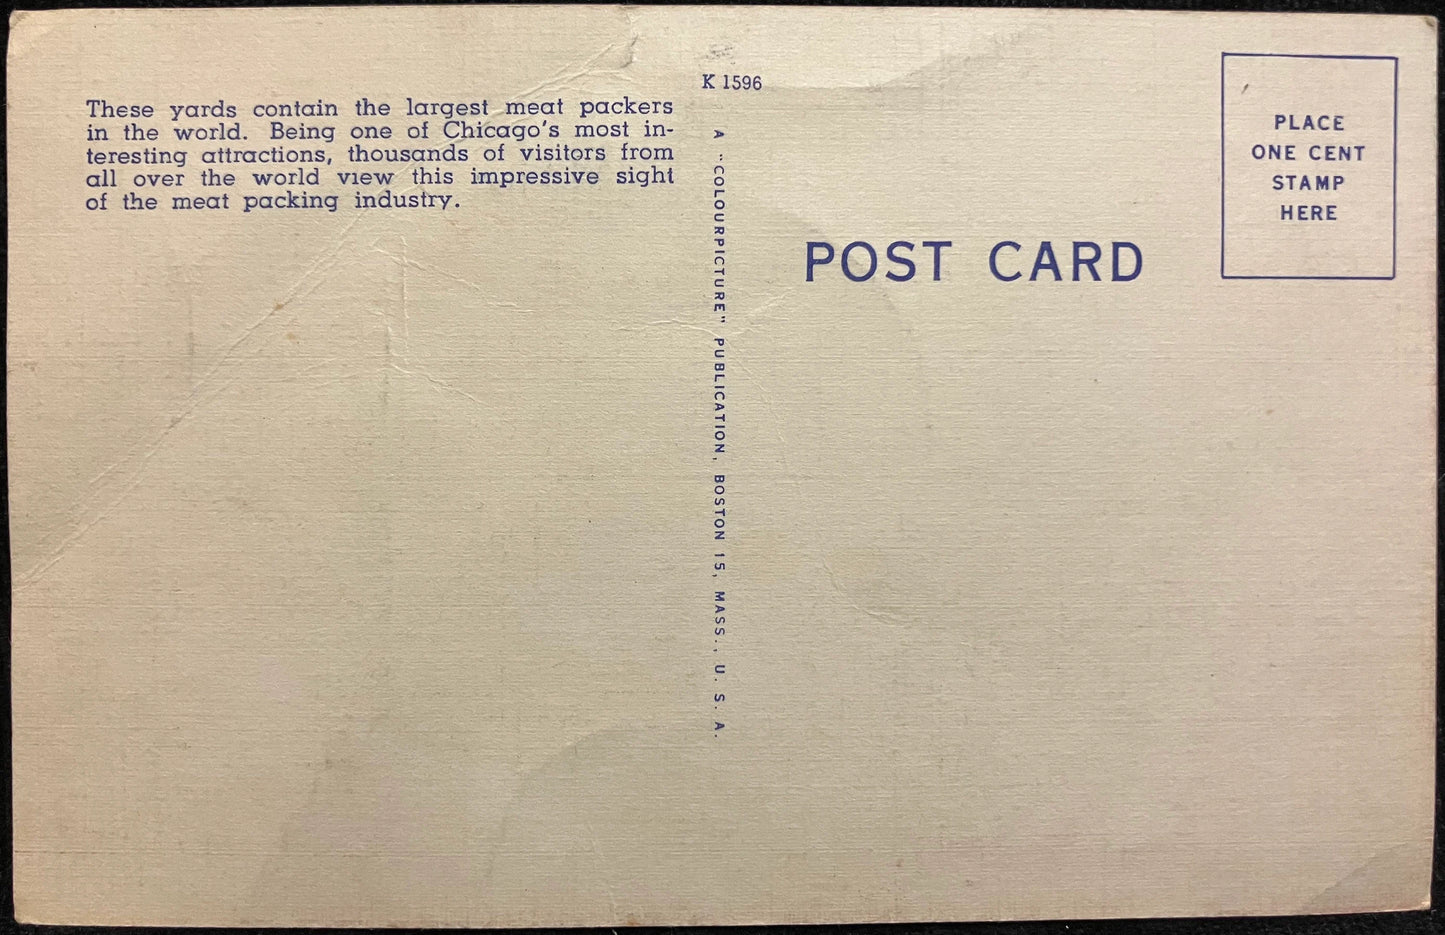 These yards contain the largest meat packers
in the world. Being one of Chicago's most in-
teresting attractions, thousands of visitors from
all over the world view this impressive sight
of the meat packing industry.
K 1596
A "COLOURPICTURE" PUBLICATION, BOSTON 15, MASS., U. S. A.
POST CARD
PLACE
ONE CENT
STAMP
HERE